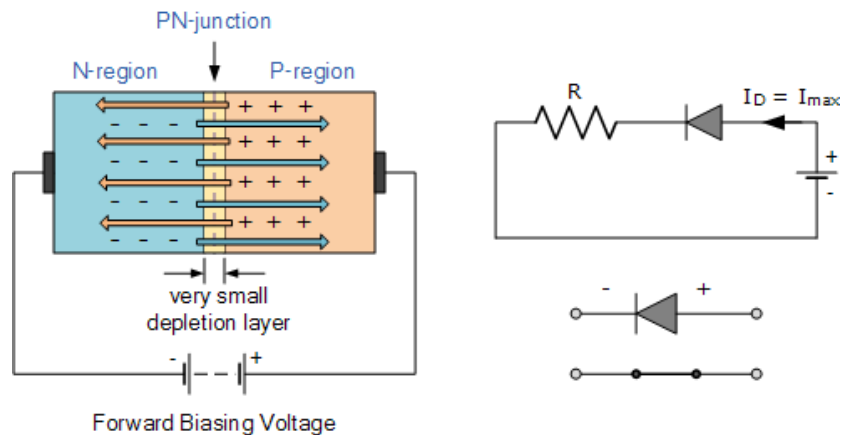 PN-junction
N-region
P-region
+ + +
- - -
+ + +
- - -
+ + +
- - -
+ + +
- - -
very small
depletion layer
- +
Forward Biasing Voltage
R
I_D = I_max
+
-
- +